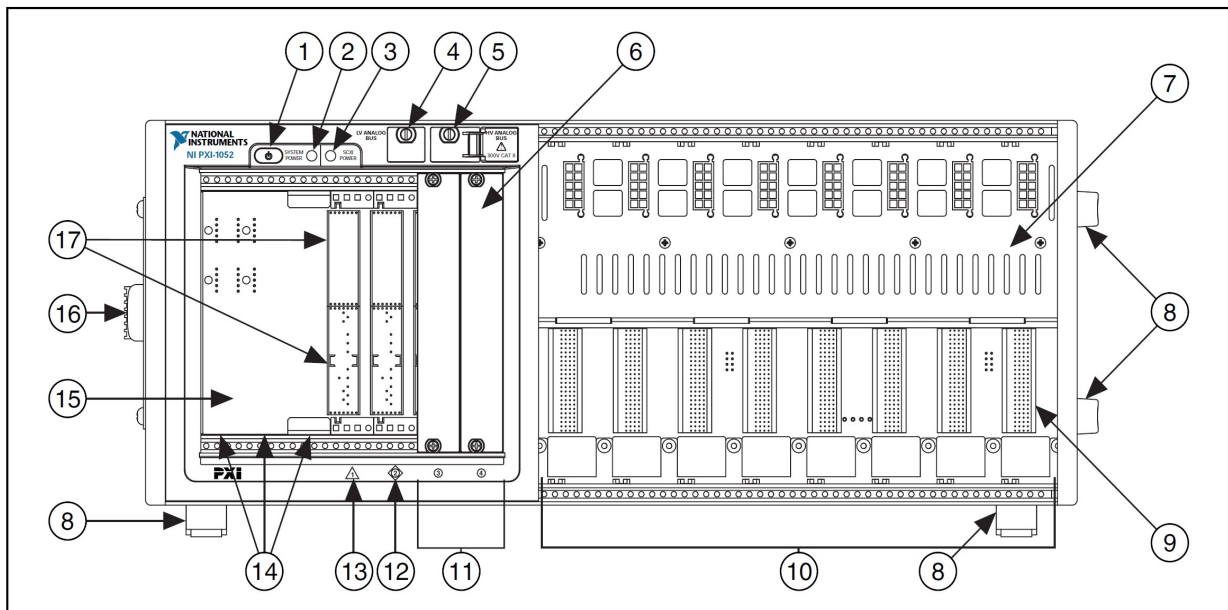 1 2 3 4 5 6
7
NATIONAL
INSTRUMENTS
NI PXI-1052
SYSTEM
POWER
SCXI
POWER
LV ANALOG
BUS
HV ANALOG
BUS
300V CAT II
17
8
16
15
PXI
1 2 3 4
8
14 13 12 11 10 8
9